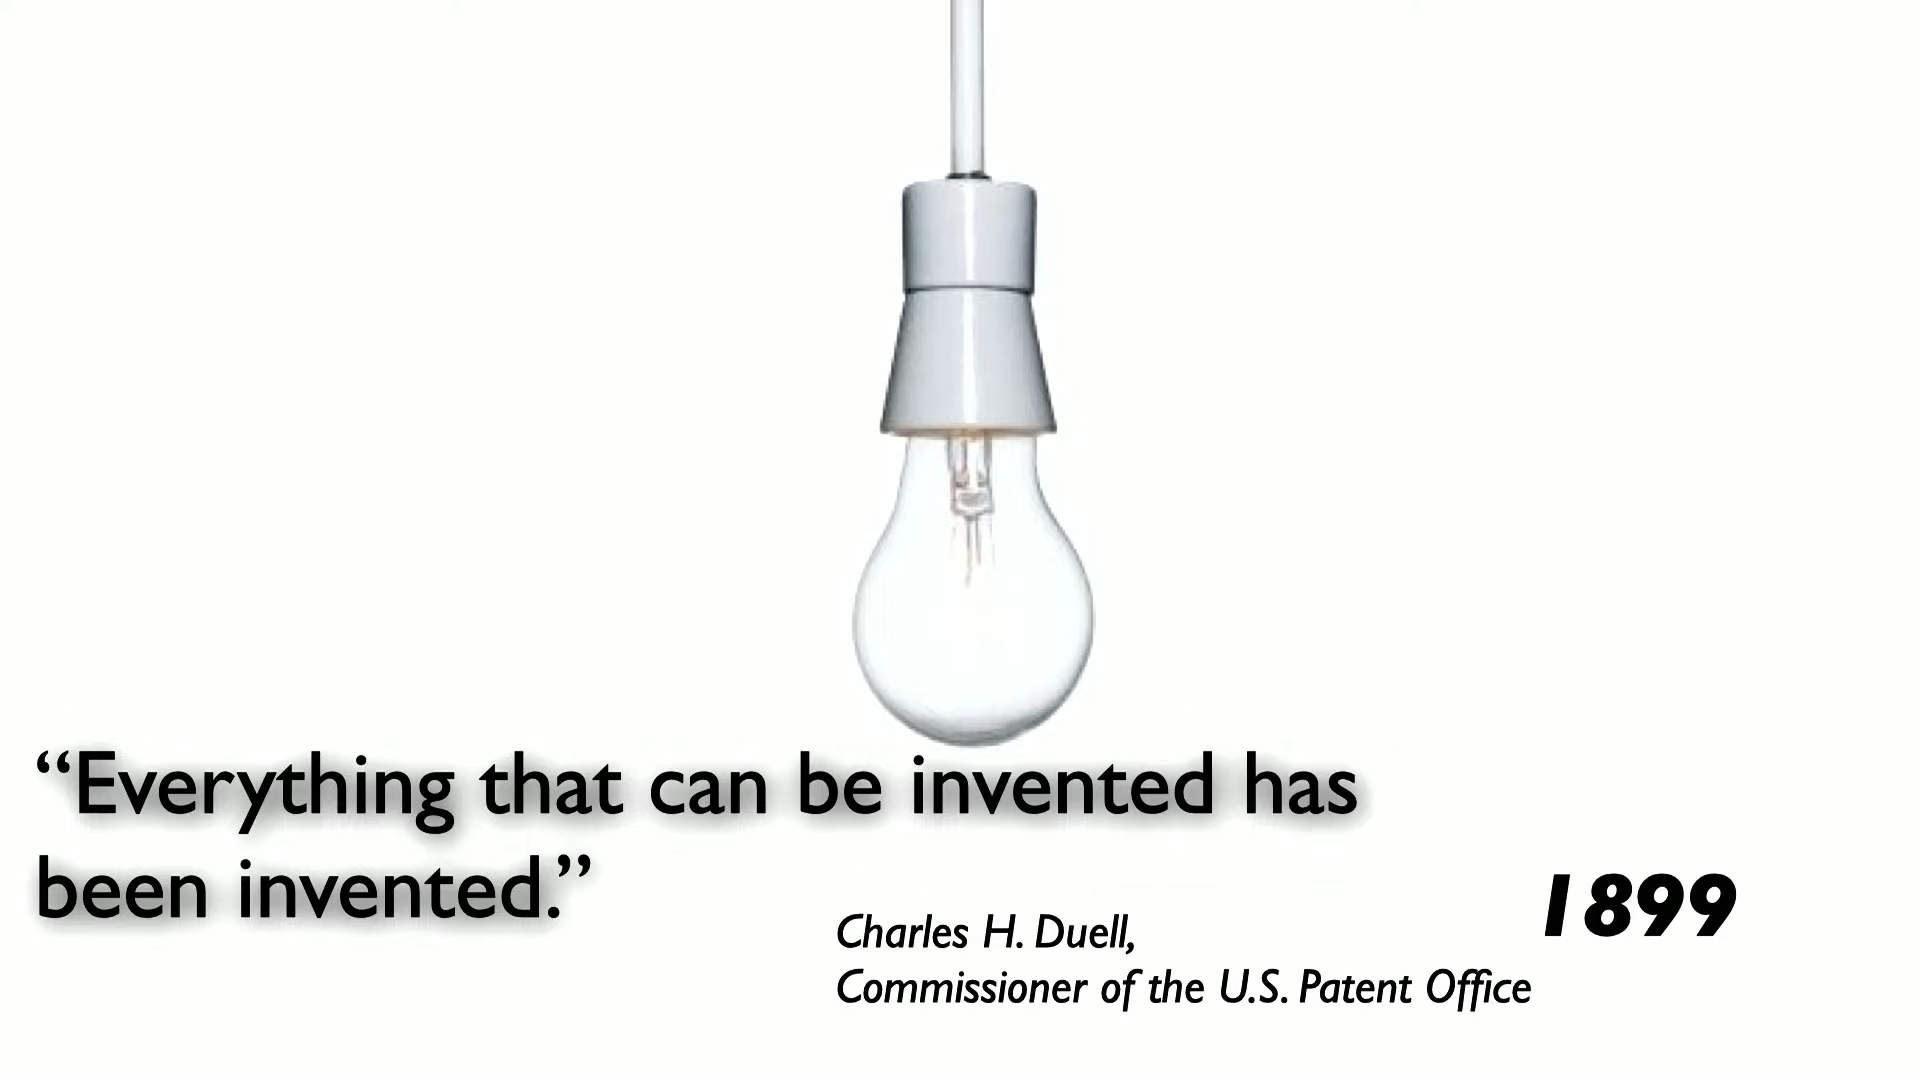 “Everything that can be invented has
been invented.”
1899
Charles H. Duell,
Commissioner of the U.S. Patent Office